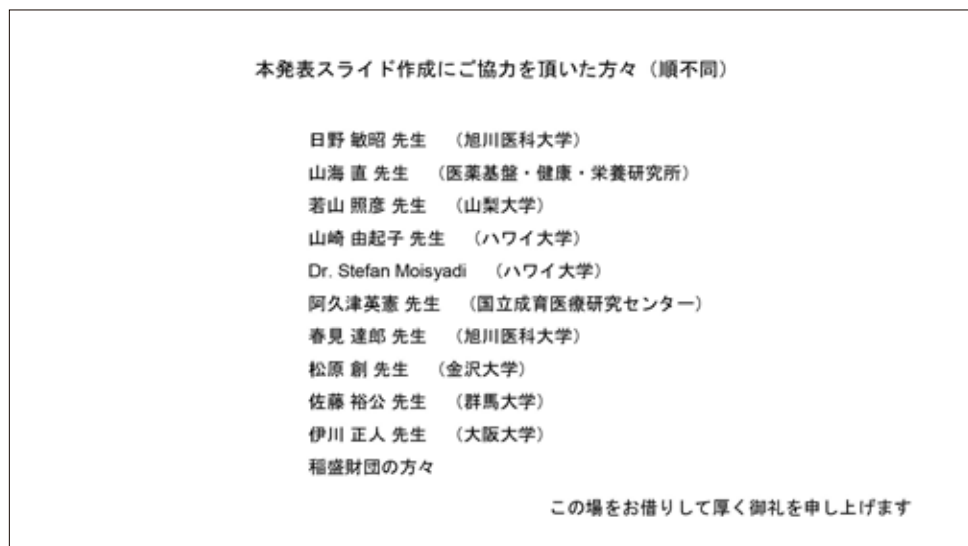 本発表スライド作成にご協力を頂いた方々（順不同）
日野 敏昭 先生 （旭川医科大学）
山海 直 先生 （医薬基盤・健康・栄養研究所）
若山 照彦 先生 （山梨大学）
山崎 由起子 先生 （ハワイ大学）
Dr. Stefan Moisyadi （ハワイ大学）
阿久津英憲 先生 （国立成育医療研究センター）
春見 達郎 先生 （旭川医科大学）
松原 創 先生 （金沢大学）
佐藤 裕公 先生 （群馬大学）
伊川 正人 先生 （大阪大学）
稲盛財団の方々
この場をお借りして厚く御礼を申し上げます